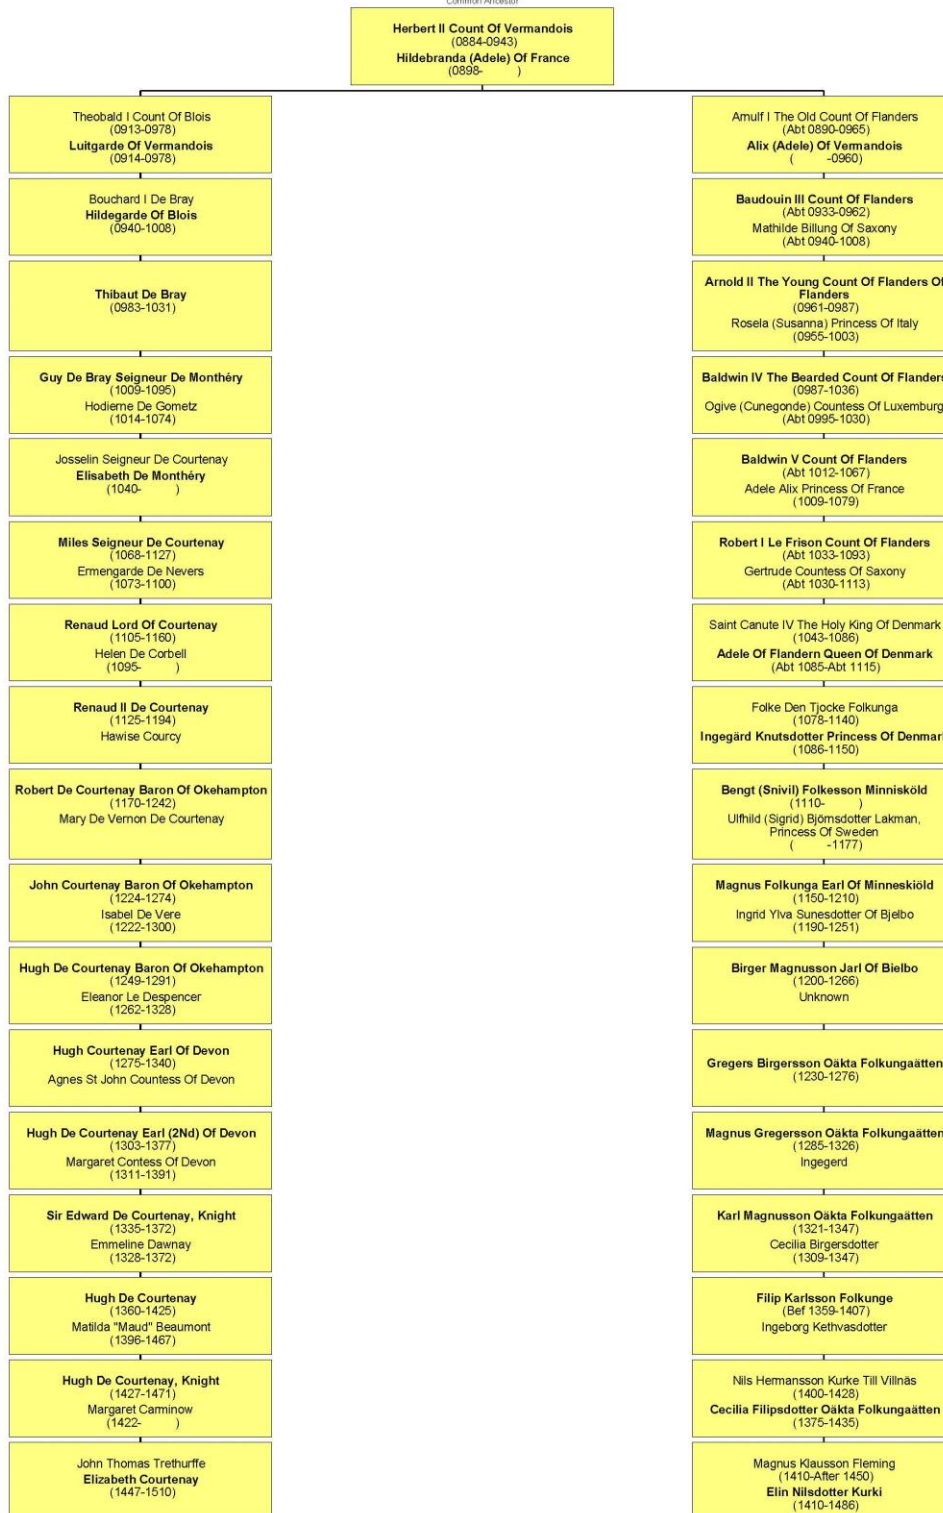 Common Ancestor
Herbert II Count Of Vermandois
(0884-0943)
Hildebranda (Adele) Of France
(0898- )
Theobald I Count Of Blois
(0913-0978)
Luitgarde Of Vermandois
(0914-0978)
Bouchard I De Bray
Hildegarde Of Blois
(0940-1008)
Thibaut De Bray
(0983-1031)
Guy De Bray Seigneur De Monthéry
(1009-1095)
Hodierne De Gometz
(1014-1074)
Josselin Seigneur De Courtenay
Elisabeth De Monthéry
(1040- )
Miles Seigneur De Courtenay
(1068-1127)
Ermengarde De Nevers
(1073-1100)
Renaud Lord Of Courtenay
(1105-1160)
Helen De Corbell
(1095- )
Renaud II De Courtenay
(1125-1194)
Hawise Courcy
Robert De Courtenay Baron Of Okehampton
(1170-1242)
Mary De Vernon De Courtenay
John Courtenay Baron Of Okehampton
(1224-1274)
Isabel De Vere
(1222-1300)
Hugh De Courtenay Baron Of Okehampton
(1249-1291)
Eleanor Le Despencer
(1262-1328)
Hugh Courtenay Earl Of Devon
(1275-1340)
Agnes St John Countess Of Devon
Hugh De Courtenay Earl (2Nd) Of Devon
(1303-1377)
Margaret Contess Of Devon
(1311-1391)
Sir Edward De Courtenay, Knight
(1335-1372)
Emmeline Dawnay
(1328-1372)
Hugh De Courtenay
(1360-1425)
Matilda "Maud" Beaumont
(1396-1467)
Hugh De Courtenay, Knight
(1427-1471)
Margaret Carminow
(1422- )
John Thomas Trethurffe
Elizabeth Courtenay
(1447-1510)
Arnulf I The Old Count Of Flanders
(Abt 0890-0965)
Alix (Adele) Of Vermandois
( -0960)
Baudouin III Count Of Flanders
(Abt 0933-0962)
Mathilde Billung Of Saxony
(Abt 0940-1008)
Arnold II The Young Count Of Flanders Of
Flanders
(0961-0987)
Rosela (Susanna) Princess Of Italy
(0955-1003)
Baldwin IV The Bearded Count Of Flanders
(0987-1036)
Ogive (Cunegonde) Countess Of Luxemburg
(Abt 0995-1030)
Baldwin V Count Of Flanders
(Abt 1012-1067)
Adele Alix Princess Of France
(1009-1079)
Robert I Le Frison Count Of Flanders
(Abt 1033-1093)
Gertrude Countess Of Saxony
(Abt 1030-1113)
Saint Canute IV The Holy King Of Denmark
(1043-1086)
Adele Of Flandern Queen Of Denmark
(Abt 1085-Abt 1115)
Folke Den Tjocke Folkunga
(1078-1140)
Ingegärd Knutsdotter Princess Of Denmark
(1086-1150)
Bengt (Snivil) Folkesson Minnisköld
(1110- )
Ulfhild (Sigrid) Björnsdotter Lakman,
Princess Of Sweden
( -1177)
Magnus Folkunga Earl Of Minneskiöld
(1150-1210)
Ingrid Ylva Sunesdotter Of Bjelbo
(1190-1251)
Birger Magnusson Jarl Of Bielbo
(1200-1266)
Unknown
Gregers Birgersson Oäkta Folkungaätten
(1230-1276)
Magnus Gregersson Oäkta Folkungaätten
(1285-1326)
Ingegerd
Karl Magnusson Oäkta Folkungaätten
(1321-1347)
Cecilia Birgersdotter
(1309-1347)
Filip Karlsson Folkunge
(Bef 1359-1407)
Ingeborg Kethvasdotter
Nils Hermansson Kurke Till Villnäs
(1400-1428)
Cecilia Filipsdotter Oäkta Folkungaätten
(1375-1435)
Magnus Klausson Fleming
(1410-After 1450)
Elin Nilsdotter Kurki
(1410-1486)